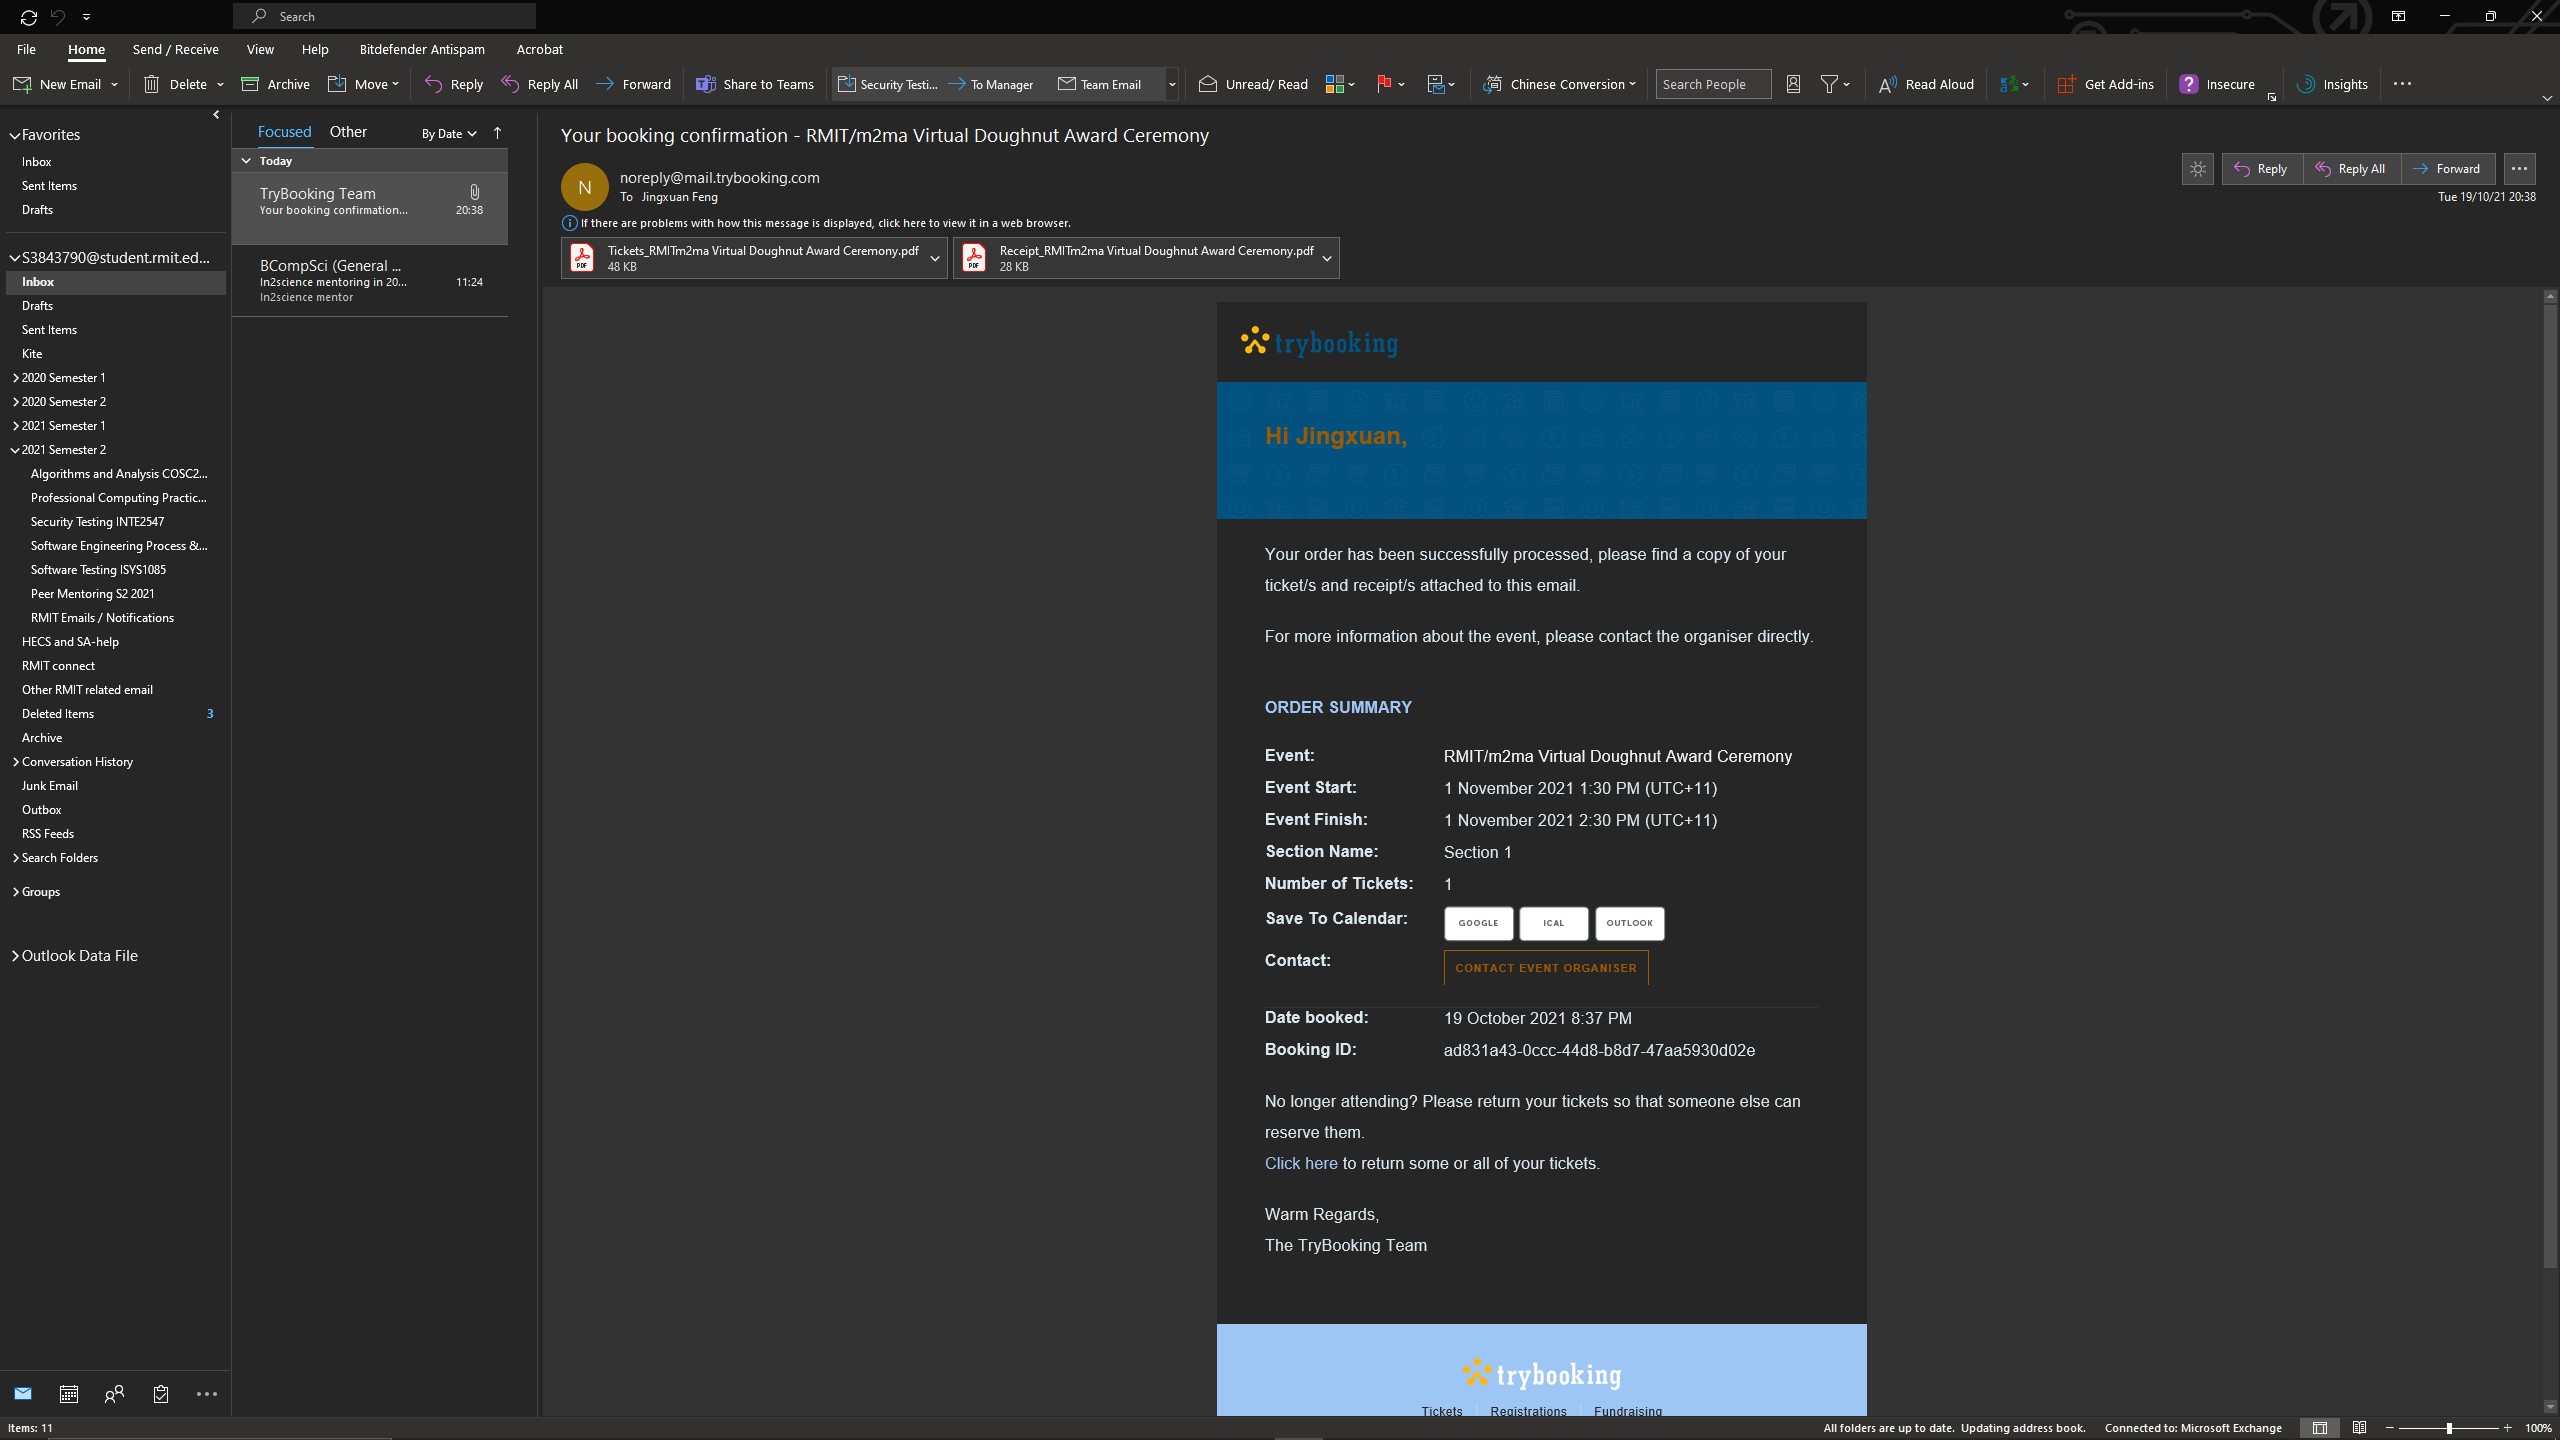 Search
File Home Send / Receive View Help Bitdefender Antispam Acrobat
New Email Delete Archive Move Reply Reply All Forward Share to Teams Security Testi... To Manager Team Email Unread/ Read Chinese Conversion Search People Read Aloud Get Add-ins Insecure Insights
Favorites
Inbox
Sent Items
Drafts
S3843790@student.rmit.ed...
Inbox
Drafts
Sent Items
Kite
2020 Semester 1
2020 Semester 2
2021 Semester 1
2021 Semester 2
Algorithms and Analysis COSC2...
Professional Computing Practic...
Security Testing INTE2547
Software Engineering Process &...
Software Testing ISYS1085
Peer Mentoring S2 2021
RMIT Emails / Notifications
HECS and SA-help
RMIT connect
Other RMIT related email
Deleted Items 3
Archive
Conversation History
Junk Email
Outbox
RSS Feeds
Search Folders
Groups
Outlook Data File
Focused Other By Date
Today
TryBooking Team
Your booking confirmation... 20:38
BCompSci (General ...
In2science mentoring in 20... 11:24
In2science mentor
Your booking confirmation - RMIT/m2ma Virtual Doughnut Award Ceremony
N
noreply@mail.trybooking.com
To Jingxuan Feng
Reply Reply All Forward
Tue 19/10/21 20:38
If there are problems with how this message is displayed, click here to view it in a web browser.
PDF Tickets_RMITm2ma Virtual Doughnut Award Ceremony.pdf
48 KB
PDF Receipt_RMITm2ma Virtual Doughnut Award Ceremony.pdf
28 KB
trybooking
Hi Jingxuan,
Your order has been successfully processed, please find a copy of your
ticket/s and receipt/s attached to this email.
For more information about the event, please contact the organiser directly.
ORDER SUMMARY
Event: RMIT/m2ma Virtual Doughnut Award Ceremony
Event Start: 1 November 2021 1:30 PM (UTC+11)
Event Finish: 1 November 2021 2:30 PM (UTC+11)
Section Name: Section 1
Number of Tickets: 1
Save To Calendar: GOOGLE ICAL OUTLOOK
Contact: CONTACT EVENT ORGANISER
Date booked: 19 October 2021 8:37 PM
Booking ID: ad831a43-0ccc-44d8-b8d7-47aa5930d02e
No longer attending? Please return your tickets so that someone else can
reserve them.
Click here to return some or all of your tickets.
Warm Regards,
The TryBooking Team
trybooking
Tickets Registrations Fundraising
Items: 11 All folders are up to date. Updating address book. Connected to: Microsoft Exchange 100%